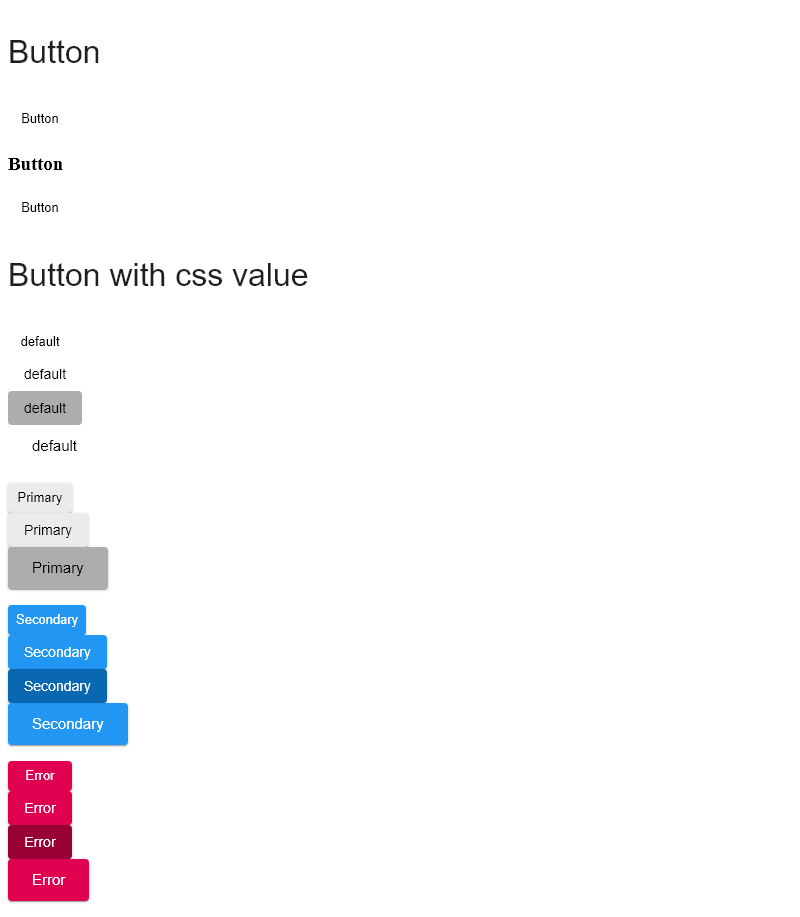 Button
Button
Button
Button
Button with css value
default
default
default
default
Primary
Primary
Primary
Secondary
Secondary
Secondary
Secondary
Error
Error
Error
Error